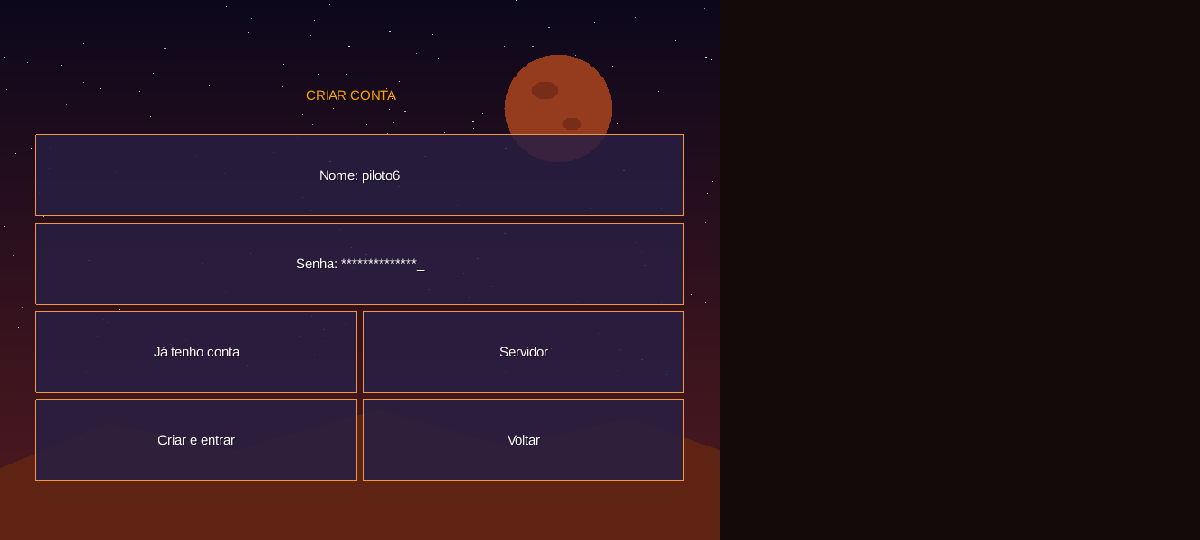 CRIAR CONTA
Nome: piloto6
Senha: **************_
Já tenho conta
Servidor
Criar e entrar
Voltar